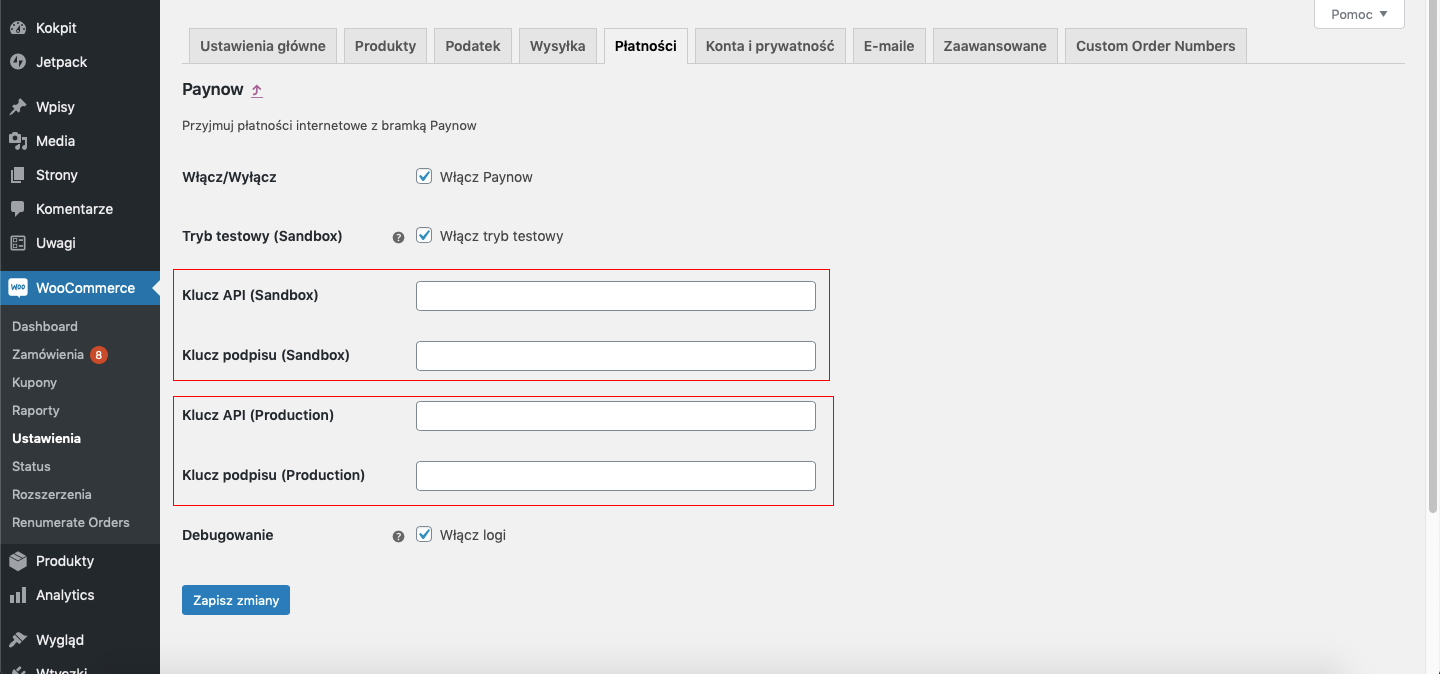 Pomoc
Kokpit
Jetpack
Wpisy
Media
Strony
Komentarze
Uwagi
WooCommerce
Dashboard
Zamówienia 8
Kupony
Raporty
Ustawienia
Status
Rozszerzenia
Renumerate Orders
Produkty
Analytics
Wygląd
Wtyczki
Ustawienia główne Produkty Podatek Wysyłka Płatności Konta i prywatność E-maile Zaawansowane Custom Order Numbers
Paynow
Przyjmuj płatności internetowe z bramką Paynow
Włącz/Wyłącz Włącz Paynow
Tryb testowy (Sandbox) ? Włącz tryb testowy
Klucz API (Sandbox)
Klucz podpisu (Sandbox)
Klucz API (Production)
Klucz podpisu (Production)
Debugowanie ? Włącz logi
Zapisz zmiany